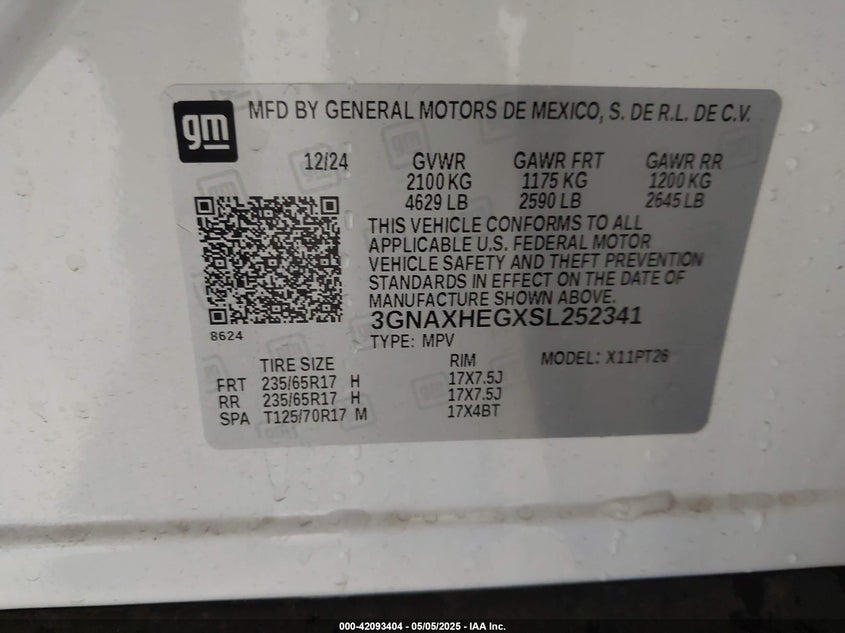 gm
MFD BY GENERAL MOTORS DE MEXICO, S. DE R.L. DE C.V.
12/24 GVWR GAWR FRT GAWR RR
2100 KG 1175 KG 1200 KG
4629 LB 2590 LB 2645 LB
THIS VEHICLE CONFORMS TO ALL
APPLICABLE U.S. FEDERAL MOTOR
VEHICLE SAFETY AND THEFT PREVENTION
STANDARDS IN EFFECT ON THE DATE OF
MANUFACTURE SHOWN ABOVE.
3GNAXHEGXSL252341
8624
TYPE: MPV MODEL: X11PT26
TIRE SIZE RIM
FRT 235/65R17 H 17X7.5J
RR 235/65R17 H 17X7.5J
SPA T125/70R17 M 17X4BT
000-42093404 - 05/05/2025 - IAA Inc.